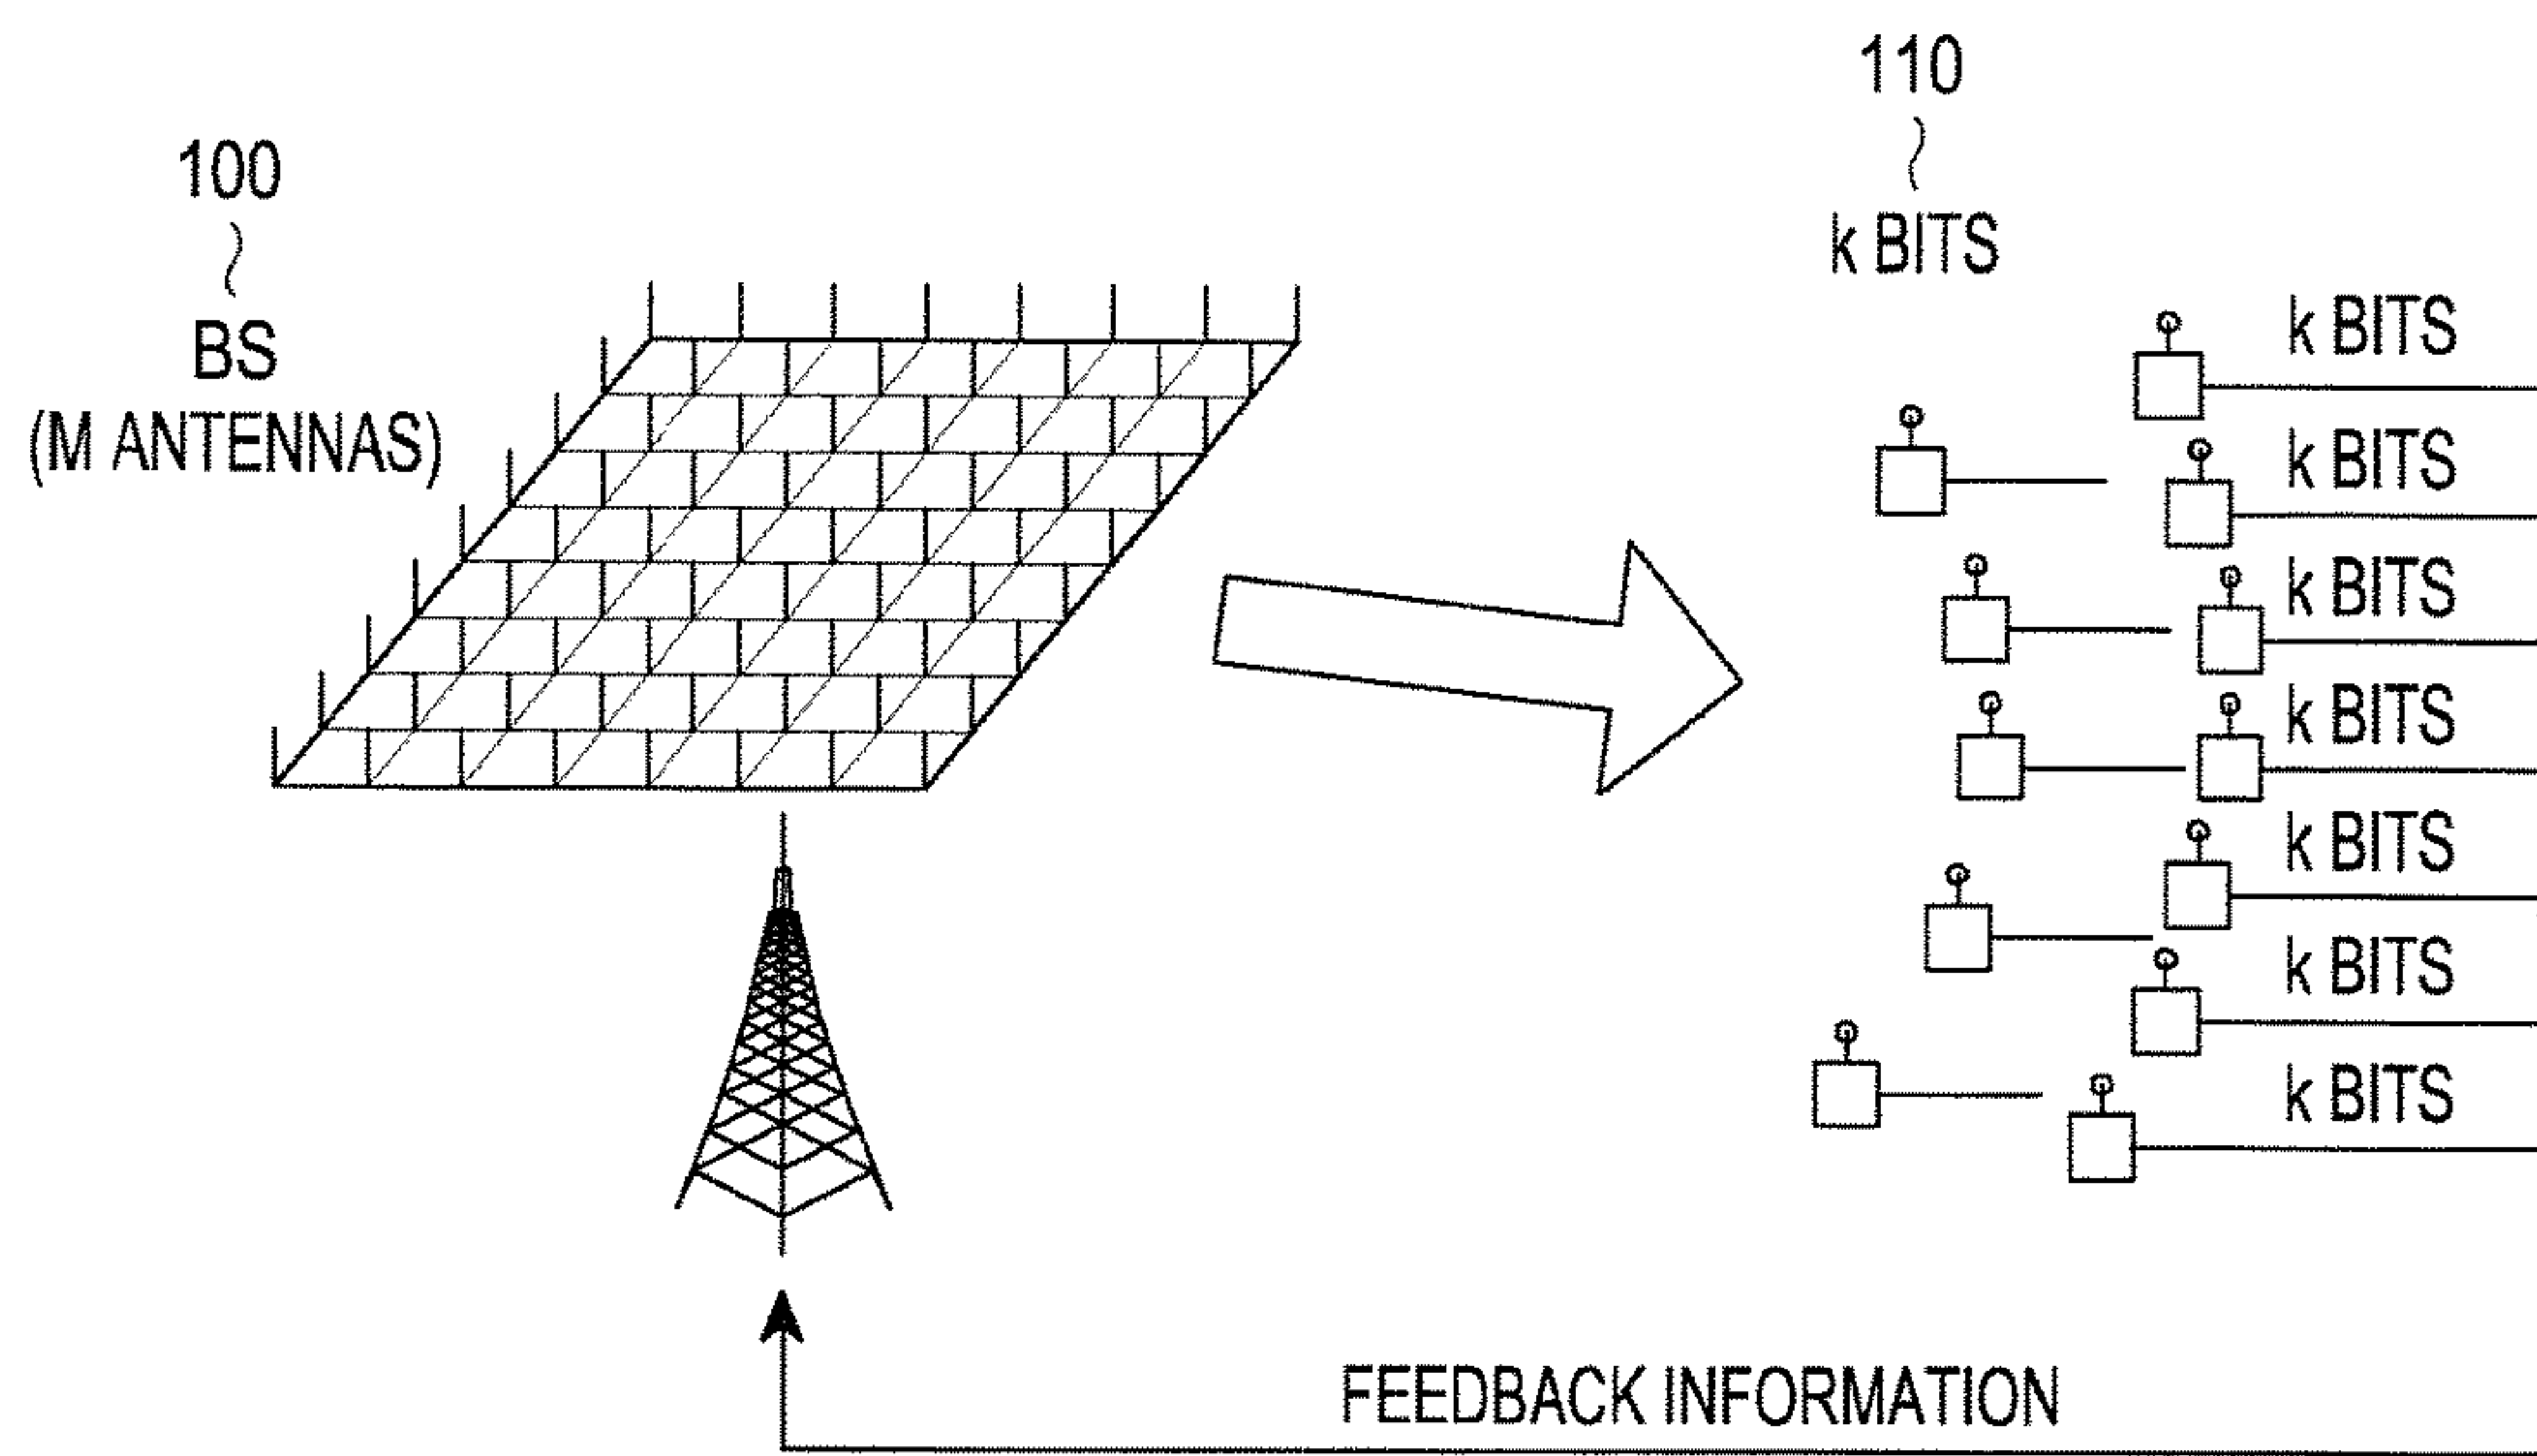 100
BS
(M ANTENNAS)
110
k BITS
k BITS
k BITS
k BITS
k BITS
k BITS
k BITS
k BITS
FEEDBACK INFORMATION